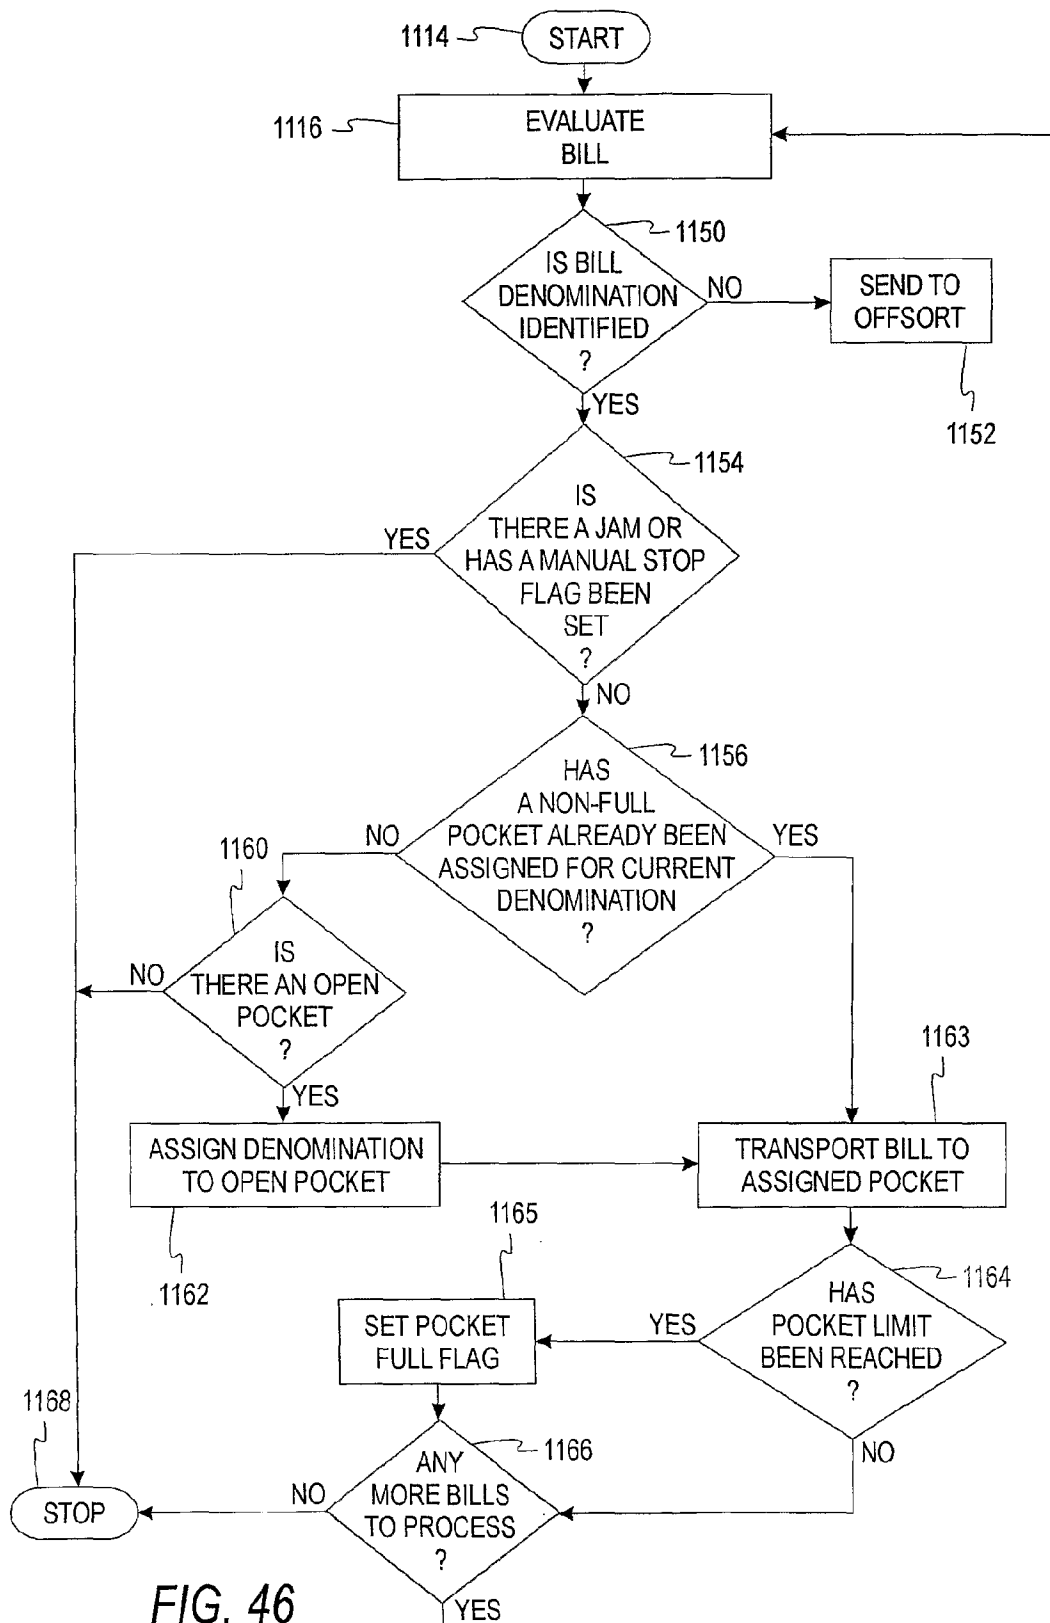 1114
START
1116
EVALUATE
BILL
1150
IS BILL
DENOMINATION
IDENTIFIED
?
NO
SEND TO
OFFSORT
1152
YES
1154
IS
THERE A JAM OR
HAS A MANUAL STOP
FLAG BEEN
SET
?
YES
NO
1156
HAS
A NON-FULL
POCKET ALREADY BEEN
ASSIGNED FOR CURRENT
DENOMINATION
?
NO
YES
1160
IS
THERE AN OPEN
POCKET
?
NO
YES
1163
ASSIGN DENOMINATION
TO OPEN POCKET
1162
TRANSPORT BILL TO
ASSIGNED POCKET
1165
1164
HAS
POCKET LIMIT
BEEN REACHED
?
YES
SET POCKET
FULL FLAG
NO
1168
STOP
1166
ANY
MORE BILLS
TO PROCESS
?
NO
YES
FIG. 46